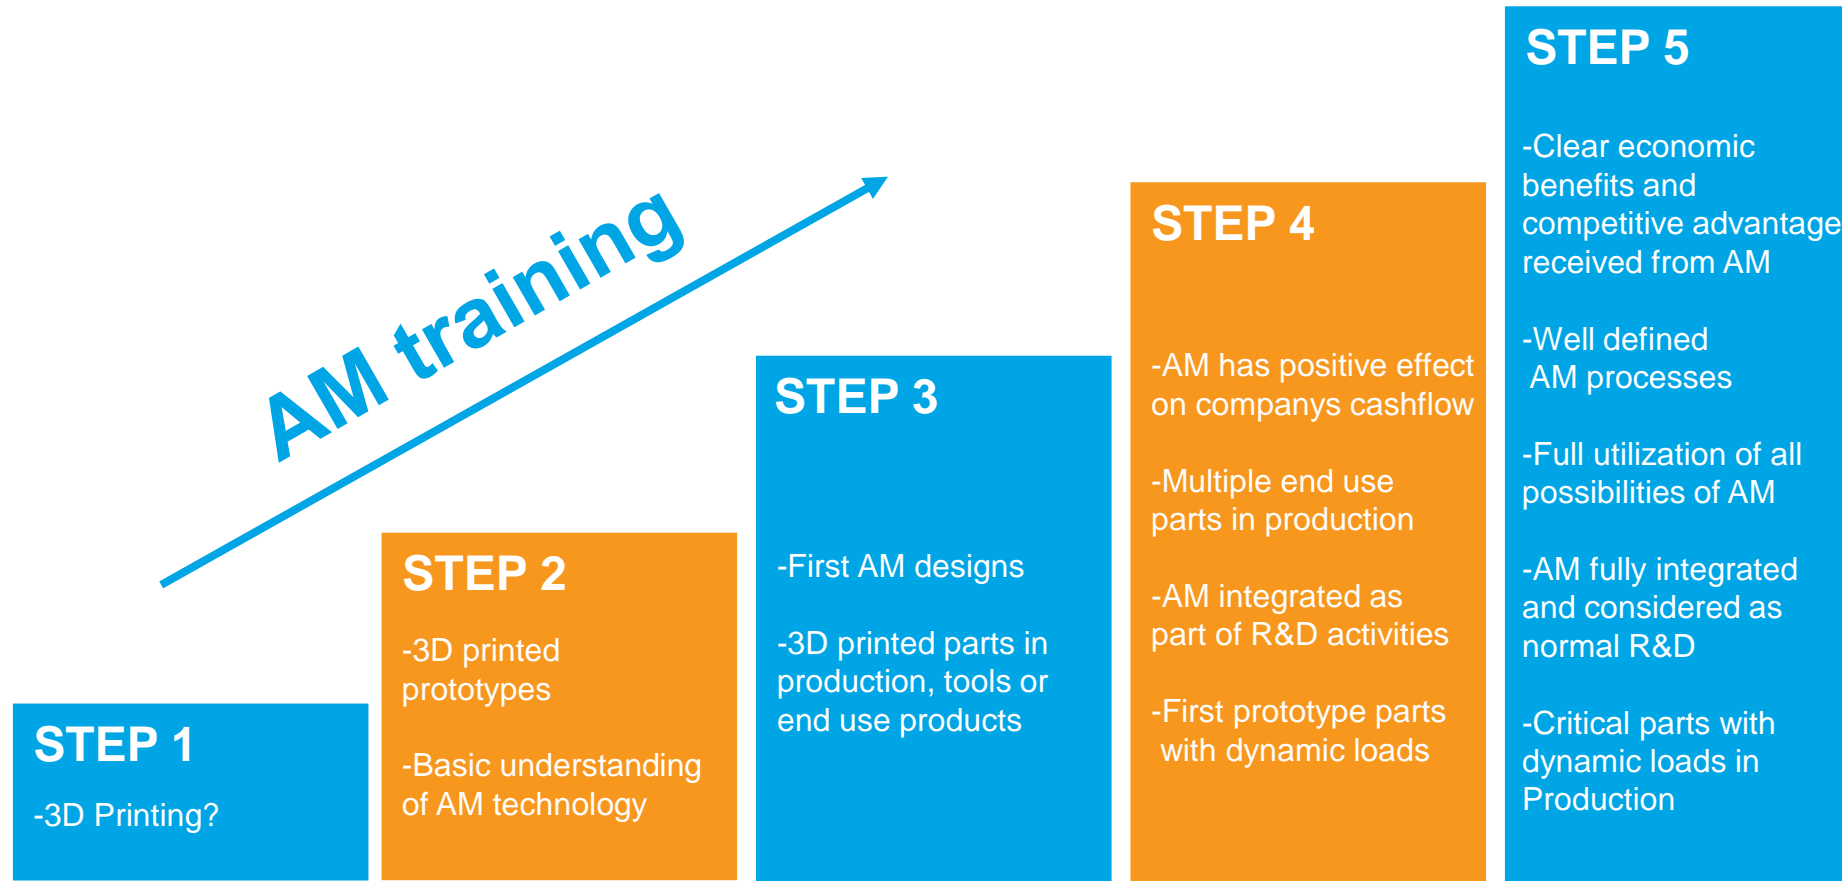 AM training
STEP 1
-3D Printing?
STEP 2
-3D printed
prototypes
-Basic understanding
of AM technology
STEP 3
-First AM designs
-3D printed parts in
production, tools or
end use products
STEP 4
-AM has positive effect
on companys cashflow
-Multiple end use
parts in production
-AM integrated as
part of R&D activities
-First prototype parts
with dynamic loads
STEP 5
-Clear economic
benefits and
competitive advantage
received from AM
-Well defined
AM processes
-Full utilization of all
possibilities of AM
-AM fully integrated
and considered as
normal R&D
-Critical parts with
dynamic loads in
Production